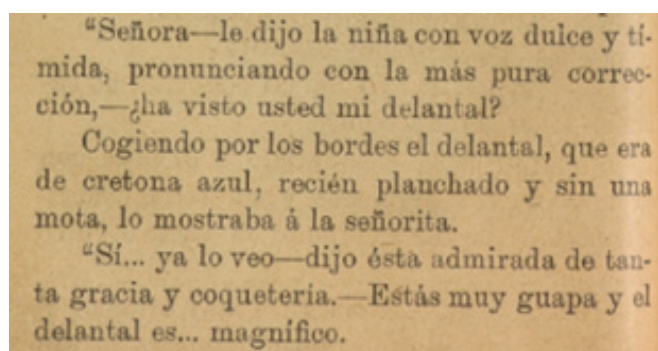 “Señora—le dijo la niña con voz dulce y tí-
mida, pronunciando con la más pura correc-
ción,—¿ha visto usted mi delantal?
Cogiendo por los bordes el delantal, que era
de cretona azul, recién planchado y sin una
mota, lo mostraba á la señorita.
“Sí... ya lo veo—dijo ésta admirada de tan-
ta gracia y coquetería.—Estás muy guapa y el
delantal es... magnífico.